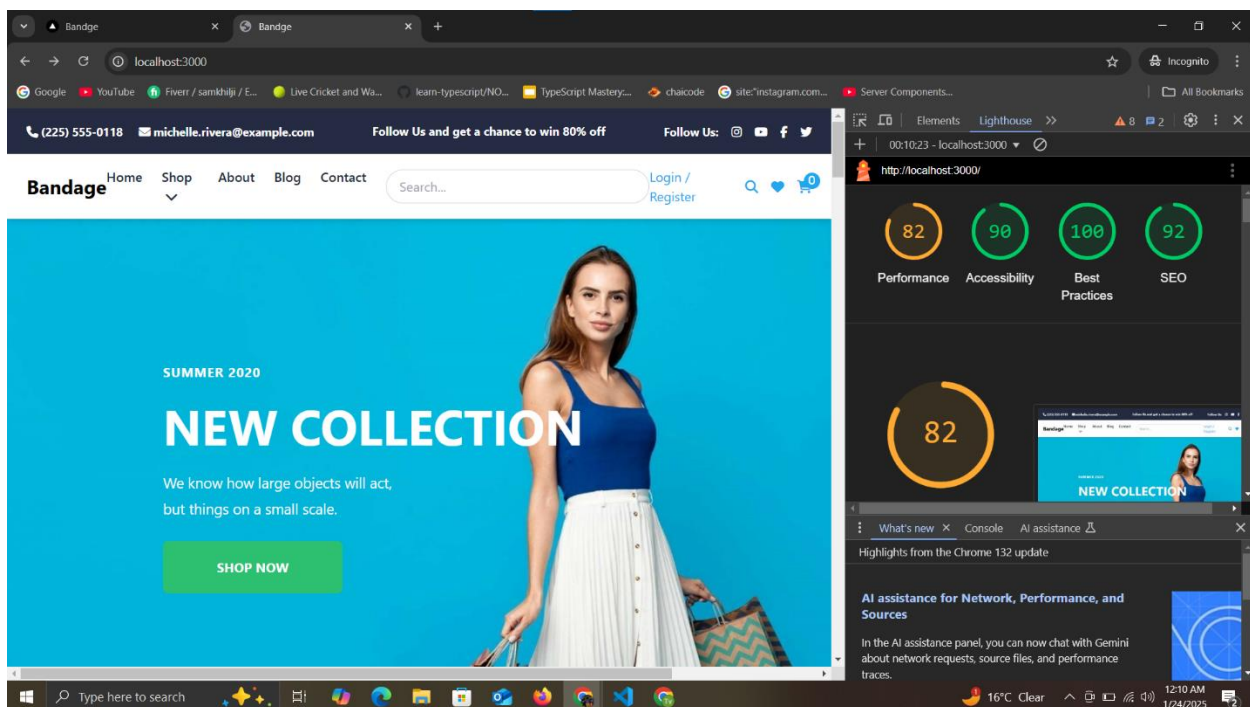 Bandge
Bandge
localhost:3000
Incognito
Google YouTube Fiverr / samkhilji / E... Live Cricket and Wa... learn-typescript/NO... TypeScript Mastery:... chaicode site:"instagram.com... Server Components... All Bookmarks
(225) 555-0118 michelle.rivera@example.com Follow Us and get a chance to win 80% off Follow Us:
Bandage Home Shop About Blog Contact Search... Login / Register 0
SUMMER 2020
NEW COLLECTION
We know how large objects will act,
but things on a small scale.
SHOP NOW
Elements Lighthouse 8 2
00:10:23 - localhost:3000
http://localhost:3000/
82 90 100 92
Performance Accessibility Best Practices SEO
82
Bandage
SUMMER 2020
NEW COLLECTION
What's new Console AI assistance
Highlights from the Chrome 132 update
AI assistance for Network, Performance, and
Sources
In the AI assistance panel, you can now chat with Gemini
about network requests, source files, and performance
traces.
Type here to search
16°C Clear
12:10 AM
1/24/2025
2